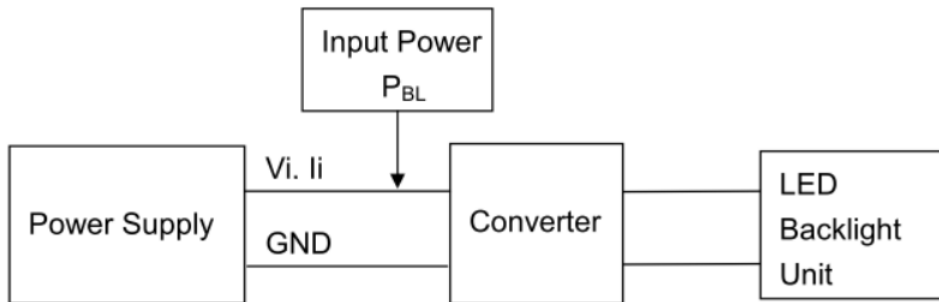 Input Power
PBL
Vi. Ii
Power Supply
GND
Converter
LED
Backlight
Unit